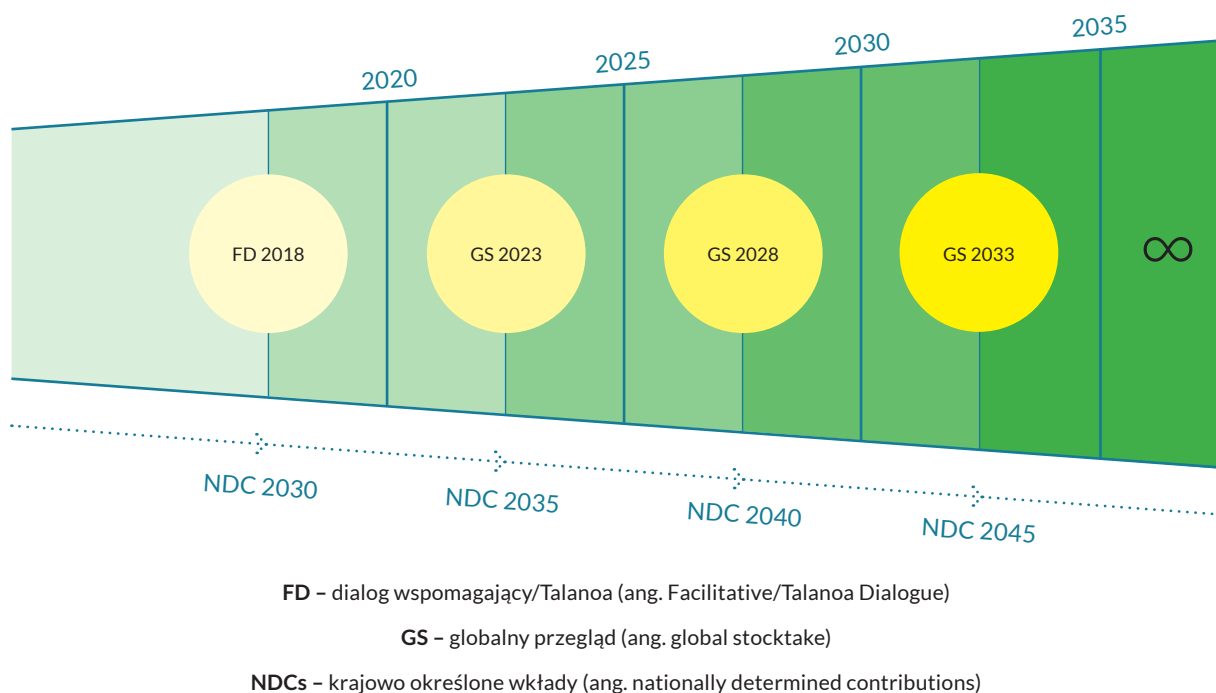 2020
2025
2030
2035
FD 2018
GS 2023
GS 2028
GS 2033
∞
NDC 2030
NDC 2035
NDC 2040
NDC 2045
FD – dialog wspomagający/Talanoa (ang. Facilitative/Talanoa Dialogue)
GS – globalny przegląd (ang. global stocktake)
NDCs – krajowo określone wkłady (ang. nationally determined contributions)